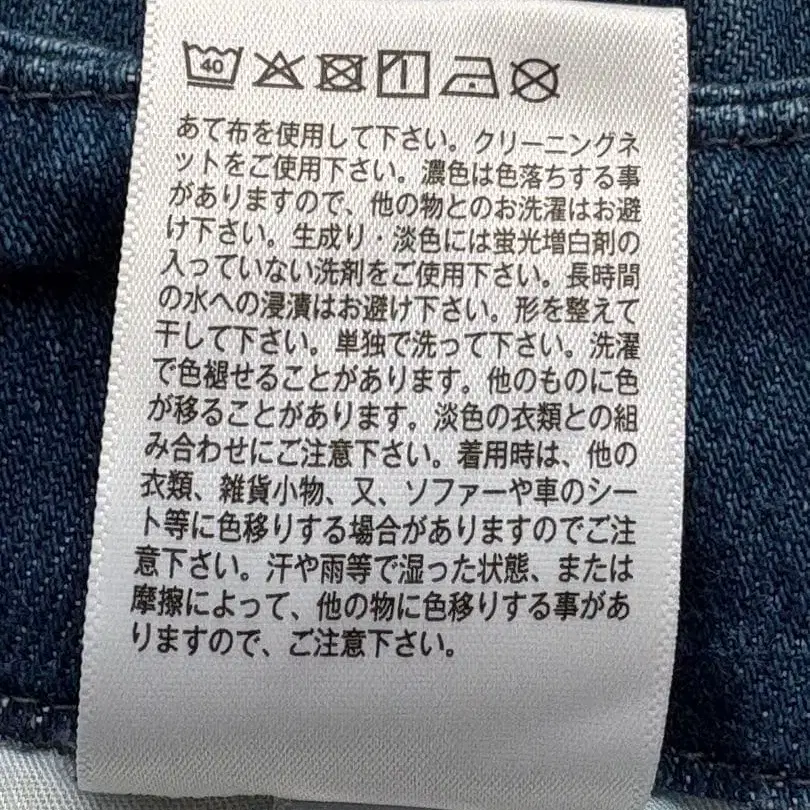 40
あて布を使用して下さい。クリーニングネ
ットをご使用下さい。濃色は色落ちする事
がありますので、他の物とのお洗濯はお避
け下さい。生成り・淡色には蛍光増白剤の
入っていない洗剤をご使用下さい。長時間
の水への浸漬はお避け下さい。形を整えて
干して下さい。単独で洗って下さい。洗濯
で色褪せることがあります。他のものに色
が移ることがあります。淡色の衣類との組
み合わせにご注意下さい。着用時は、他の
衣類、雑貨小物、又、ソファーや車のシー
ト等に色移りする場合がありますのでご注
意下さい。汗や雨等で湿った状態、または
摩擦によって、他の物に色移りする事があ
りますので、ご注意下さい。